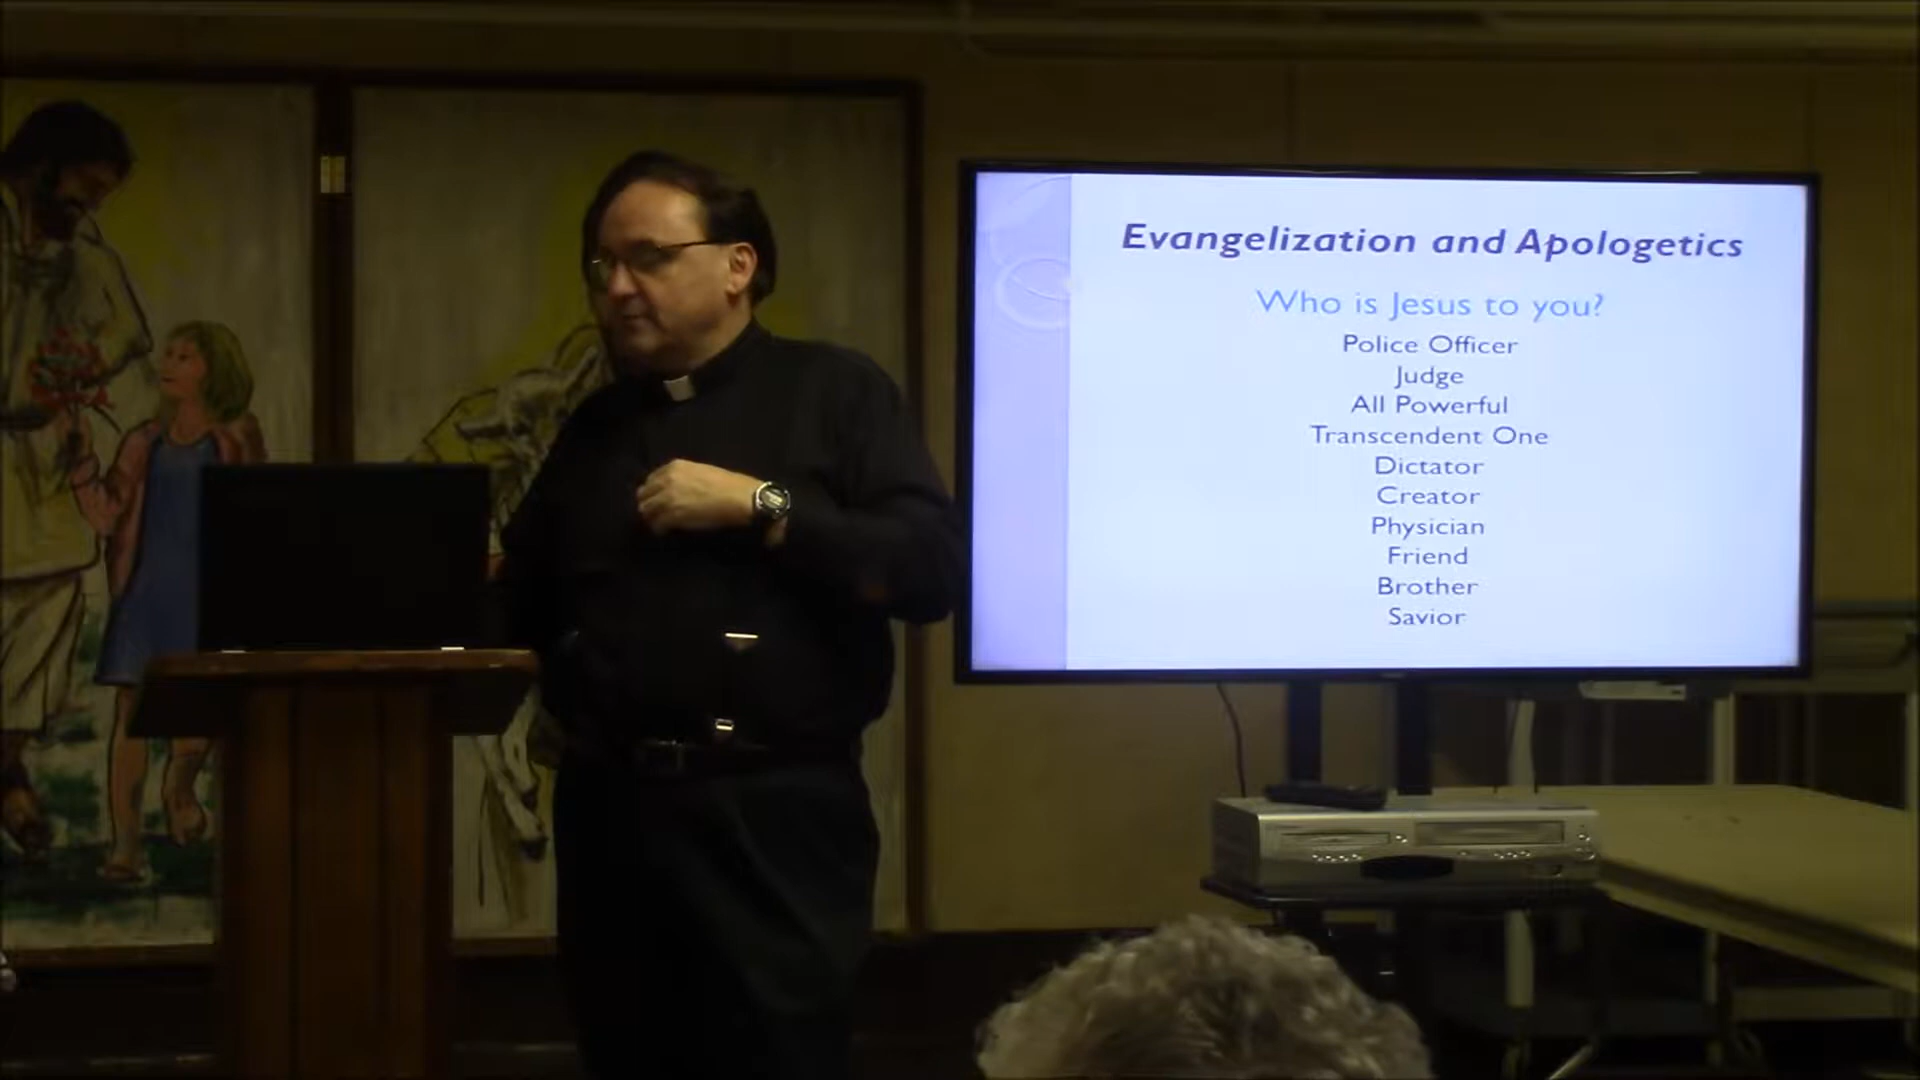 Evangelization and Apologetics
Who is Jesus to you?
Police Officer
Judge
All Powerful
Transcendent One
Dictator
Creator
Physician
Friend
Brother
Savior